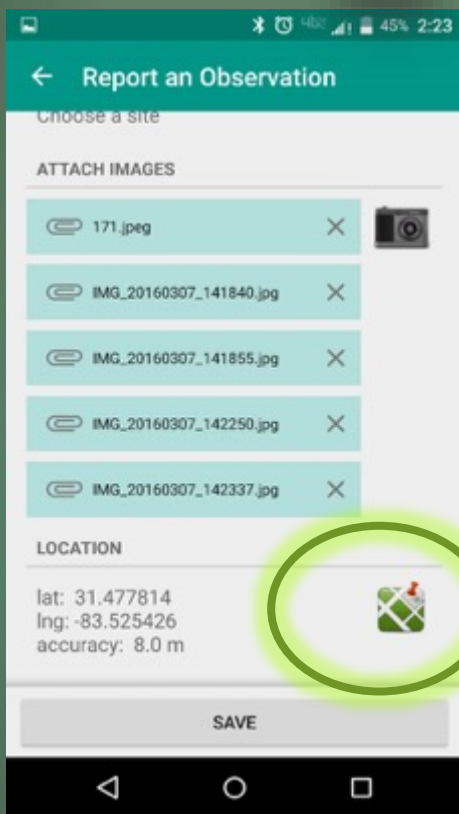 45% 2:23
Report an Observation
Choose a site
ATTACH IMAGES
171.jpeg
IMG_20160307_141840.jpg
IMG_20160307_141855.jpg
IMG_20160307_142250.jpg
IMG_20160307_142337.jpg
LOCATION
lat: 31.477814
lng: -83.525426
accuracy: 8.0 m
SAVE